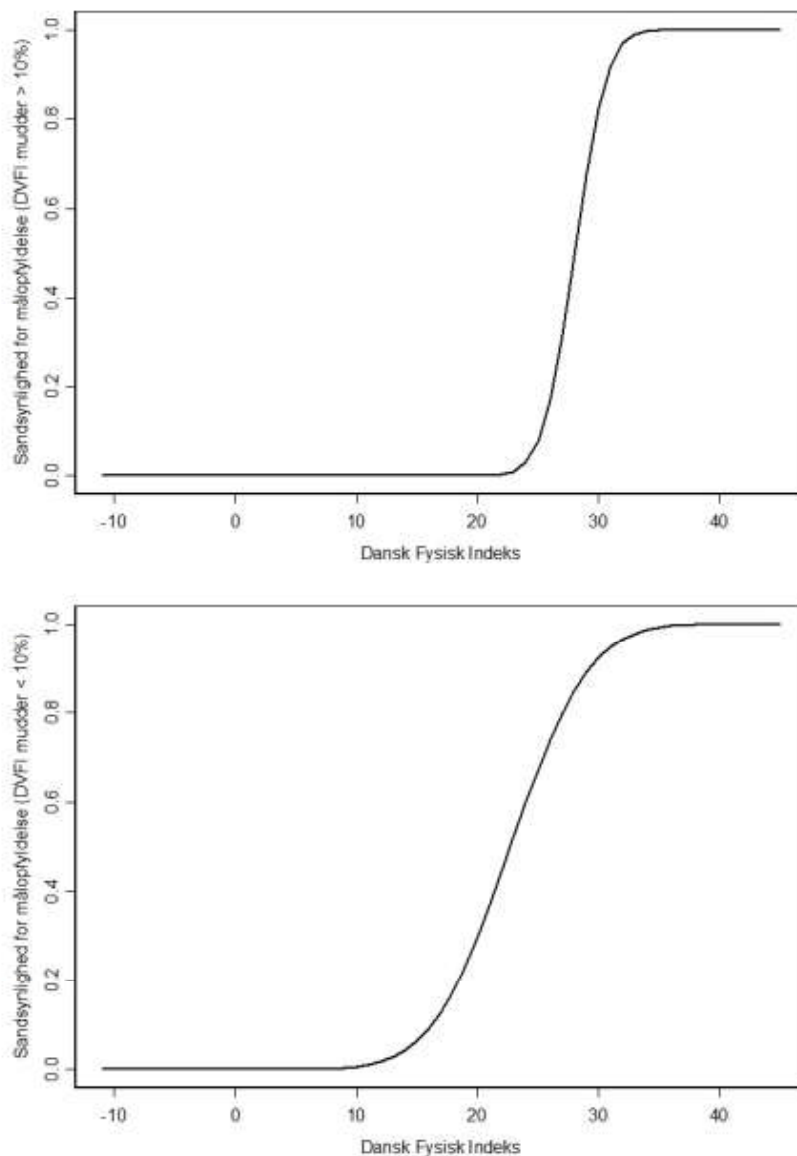 Sandsynlighed for målopfyldelse (DVFI mudder > 10%)
1.0
0.8
0.6
0.4
0.2
0.0
-10 0 10 20 30 40
Dansk Fysisk Indeks
Sandsynlighed for målopfyldelse (DVFI mudder < 10%)
1.0
0.8
0.6
0.4
0.2
0.0
-10 0 10 20 30 40
Dansk Fysisk Indeks